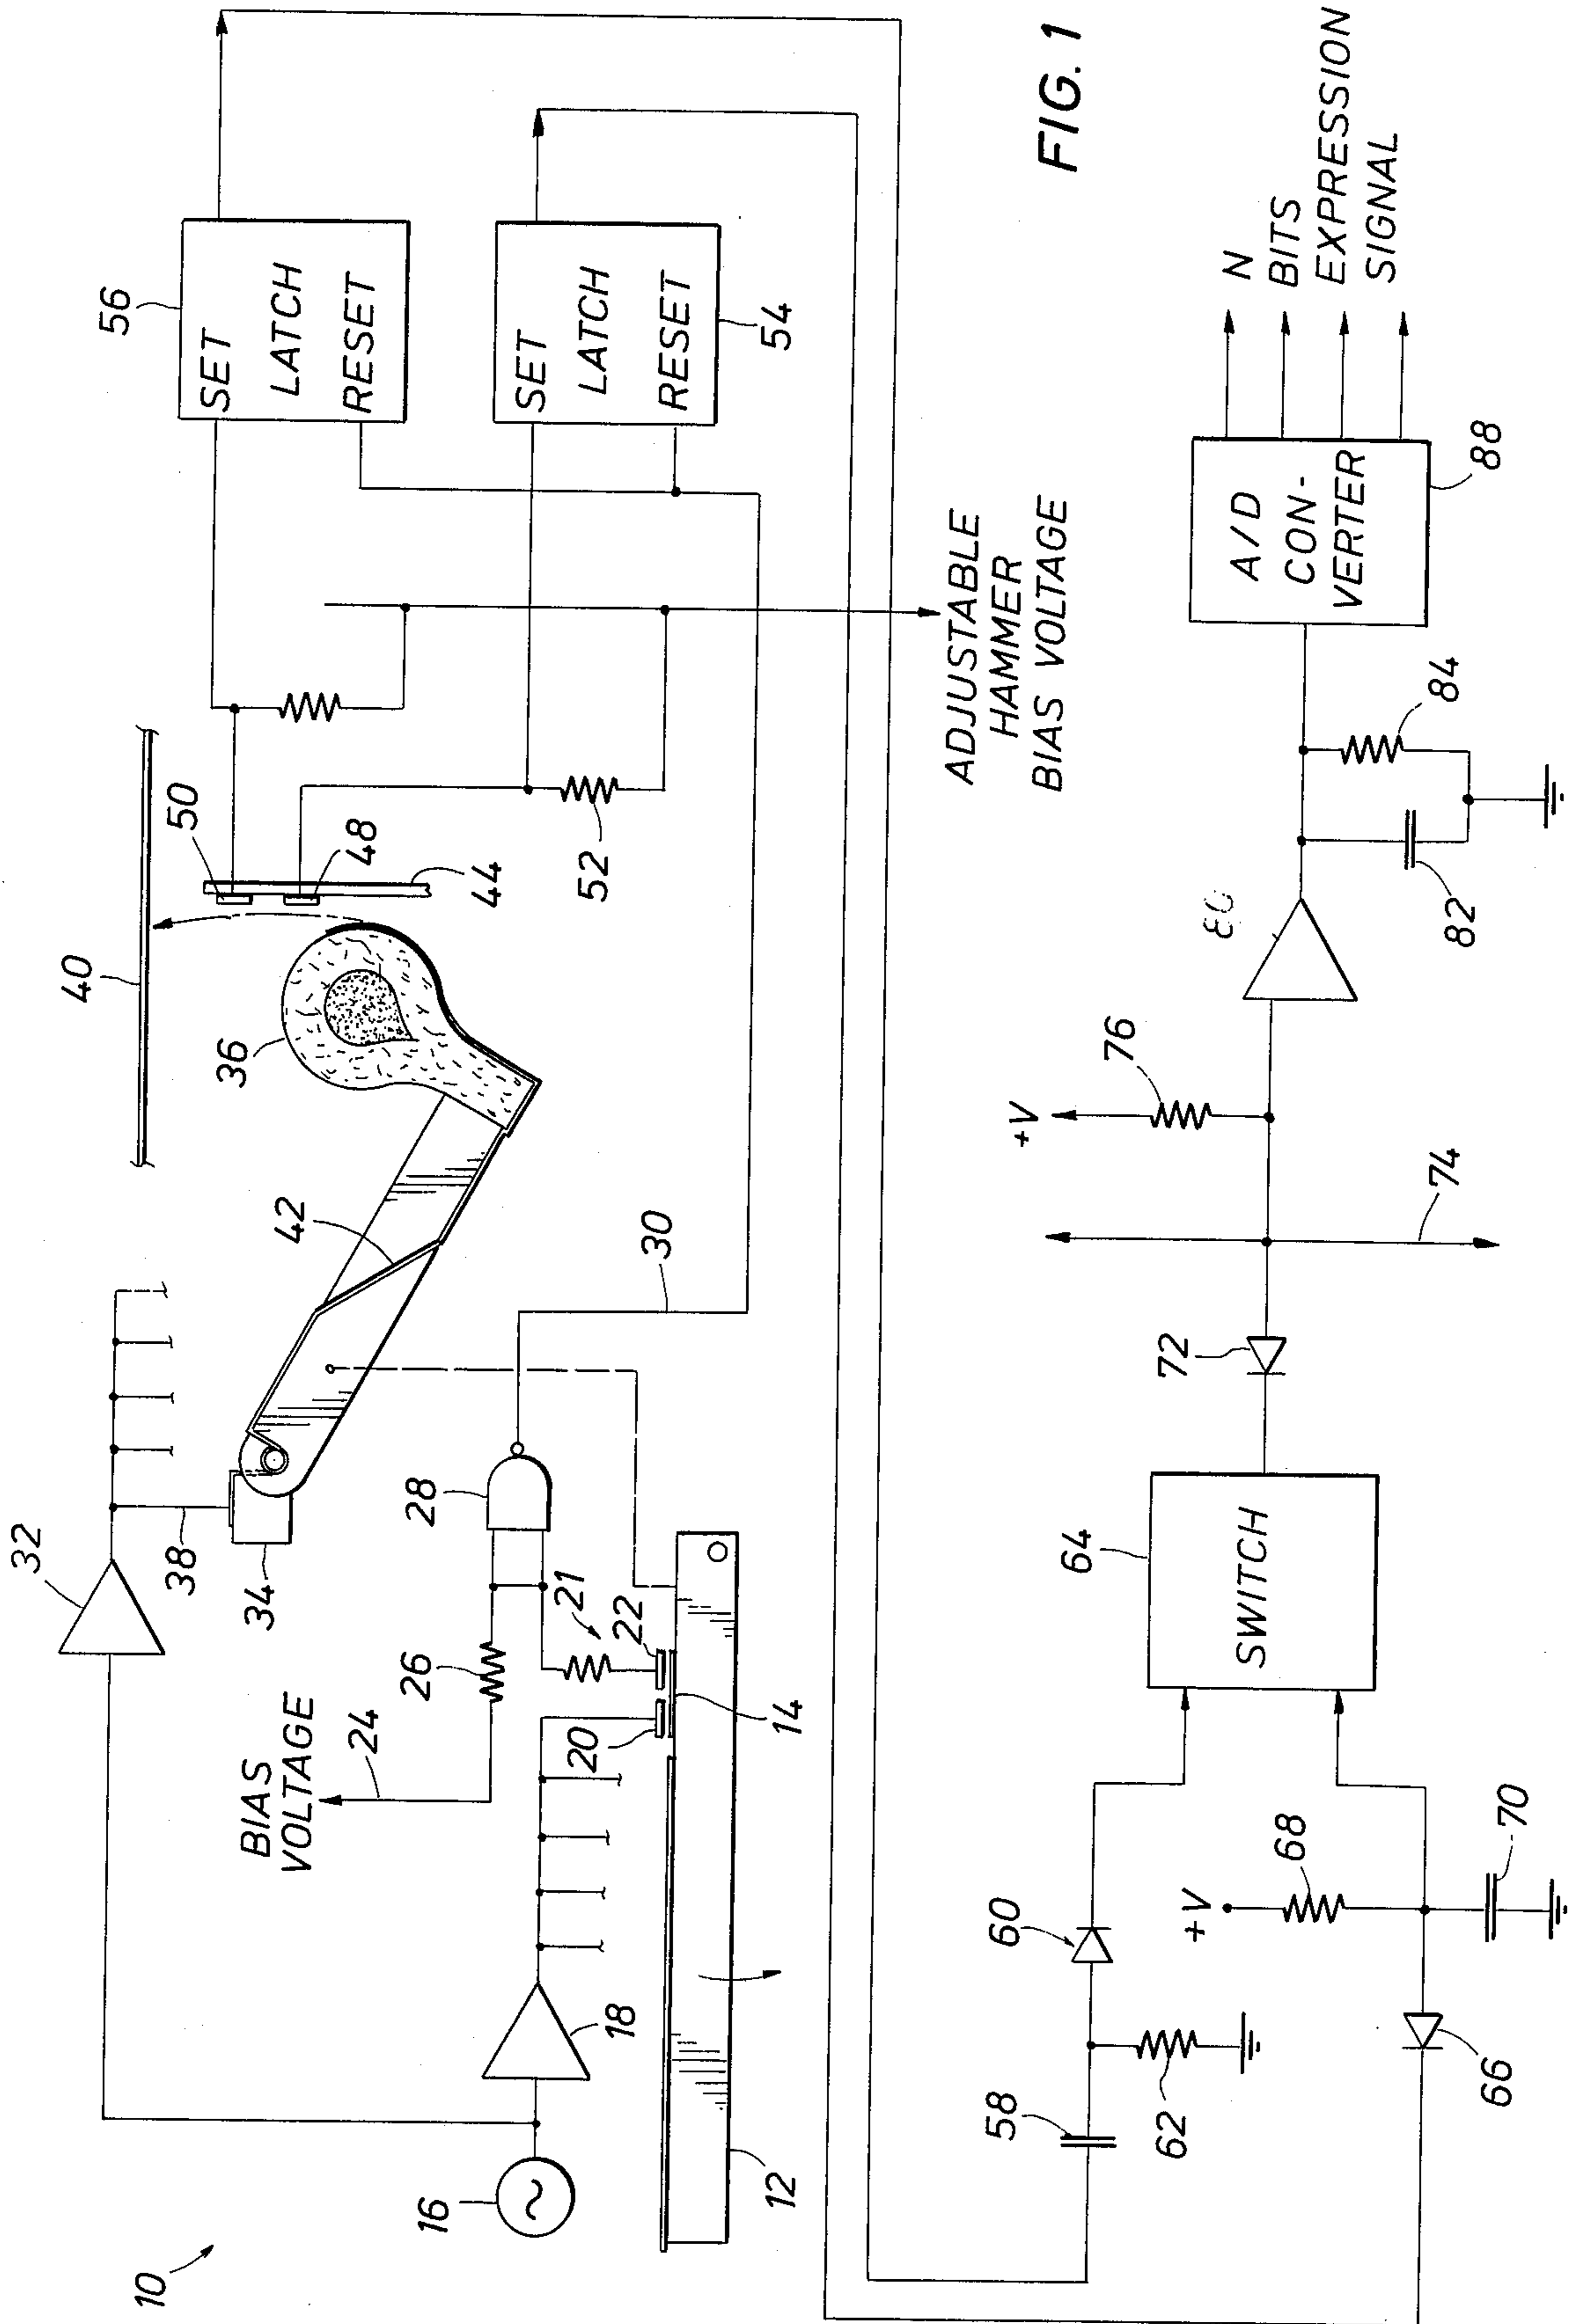 FIG. 1
10
16
12
18
32
38
34
BIAS
VOLTAGE
24
26
28
21
20
22
14
30
42
36
40
50
48
44
52
56
SET
LATCH
RESET
SET
LATCH
RESET
54
ADJUSTABLE
HAMMER
BIAS VOLTAGE
58
60
62
+V
68
66
70
64
SWITCH
72
74
+V
76
82
84
A/D
CON-
VERTER
88
N
BITS
EXPRESSION
SIGNAL